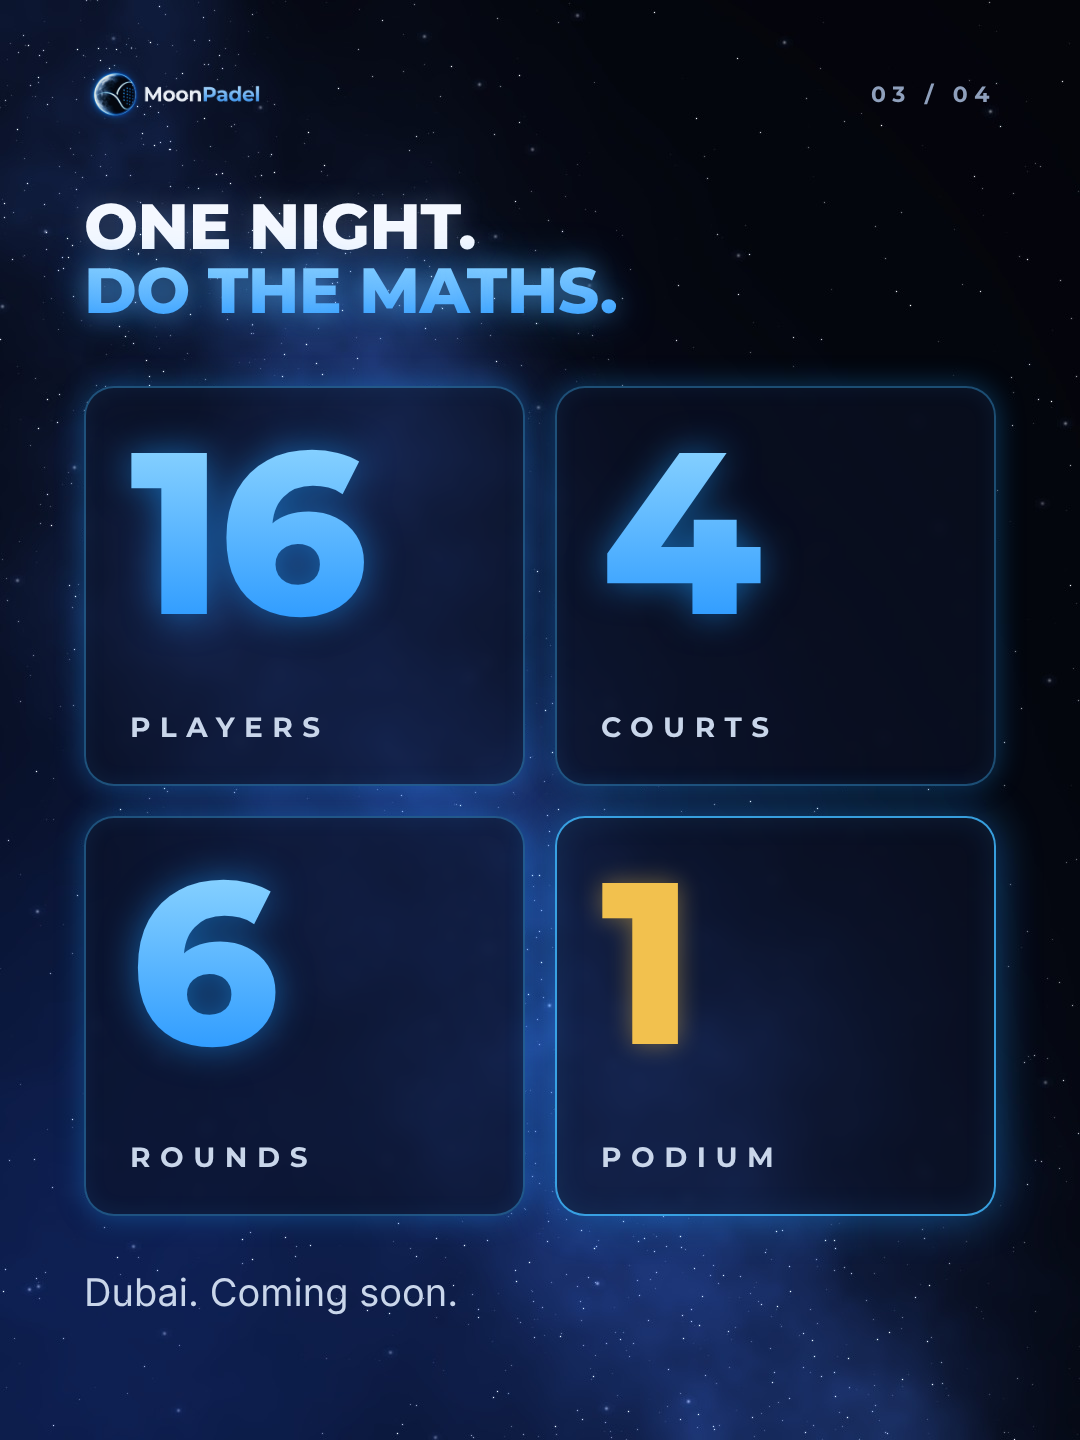 MoonPadel
03 / 04
ONE NIGHT.
DO THE MATHS.
16
PLAYERS
4
COURTS
6
ROUNDS
1
PODIUM
Dubai. Coming soon.